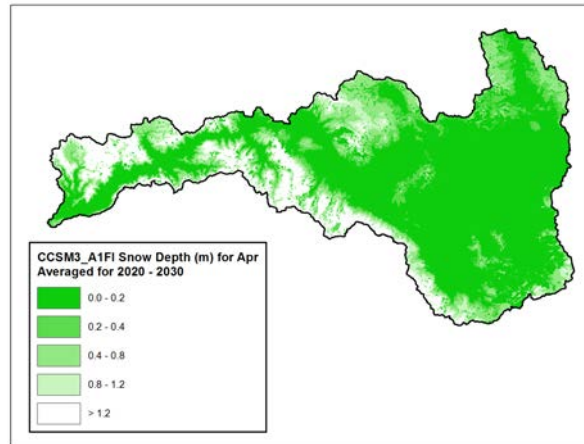 CCSM3_A1FI Snow Depth (m) for Apr
Averaged for 2020 - 2030
0.0 - 0.2
0.2 - 0.4
0.4 - 0.8
0.8 - 1.2
> 1.2